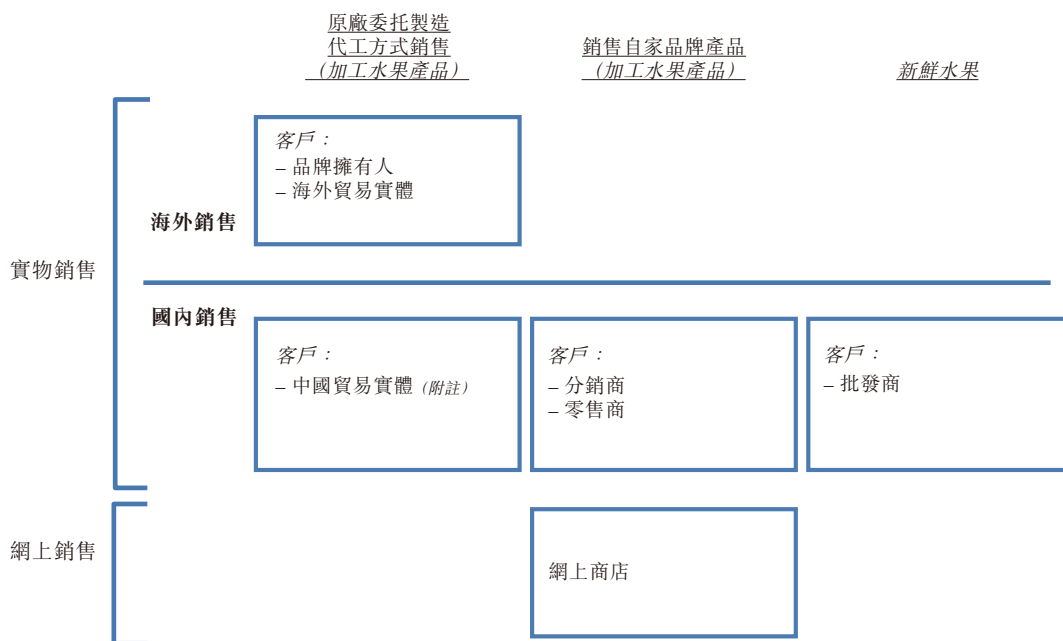 原廠委托製造
代工方式銷售
（加工水果產品）
銷售自家品牌產品
（加工水果產品）
新鮮水果
實物銷售
海外銷售
客戶：
– 品牌擁有人
– 海外貿易實體
國內銷售
客戶：
– 中國貿易實體（附註）
客戶：
– 分銷商
– 零售商
客戶：
– 批發商
網上銷售
網上商店